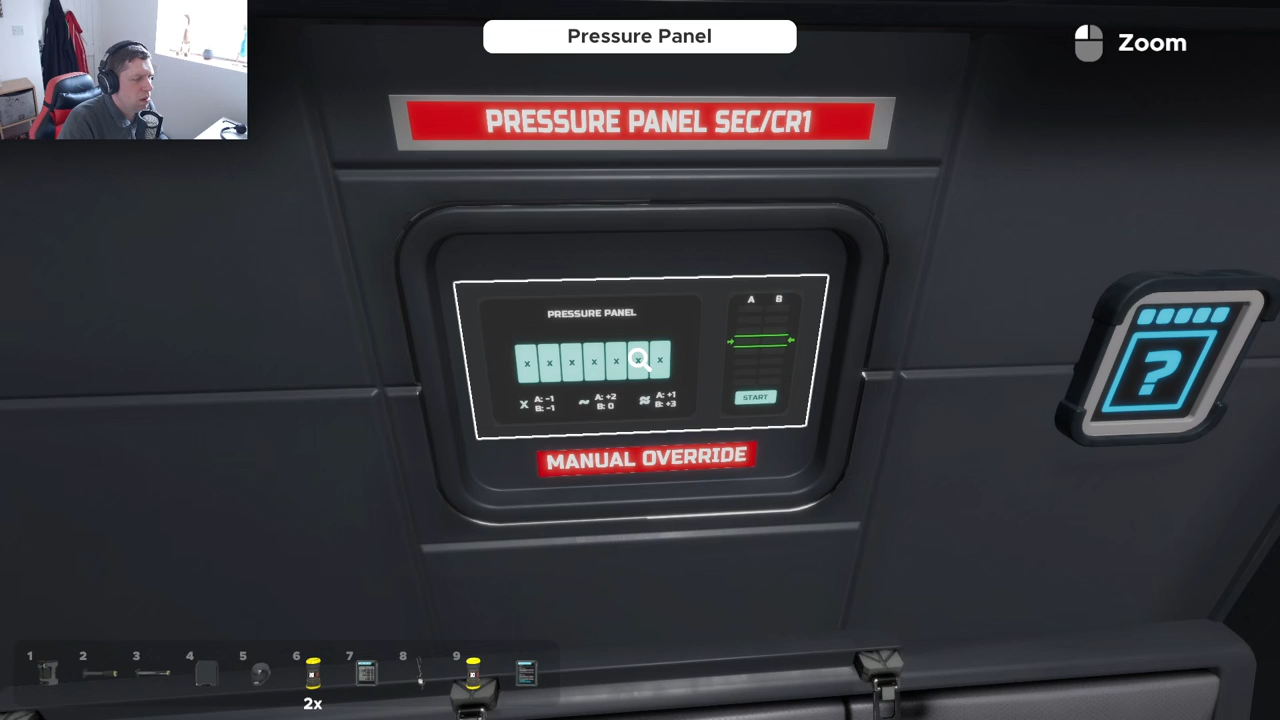 Pressure Panel
Zoom
PRESSURE PANEL SEC/CR1
PRESSURE PANEL
A B
x x x x x x x
X A: -1 B: -1 ~ A: +2 B: 0 ≈ A: +1 B: +3
START
MANUAL OVERRIDE
?
1 2 3 4 5 6 7 8 9
2x